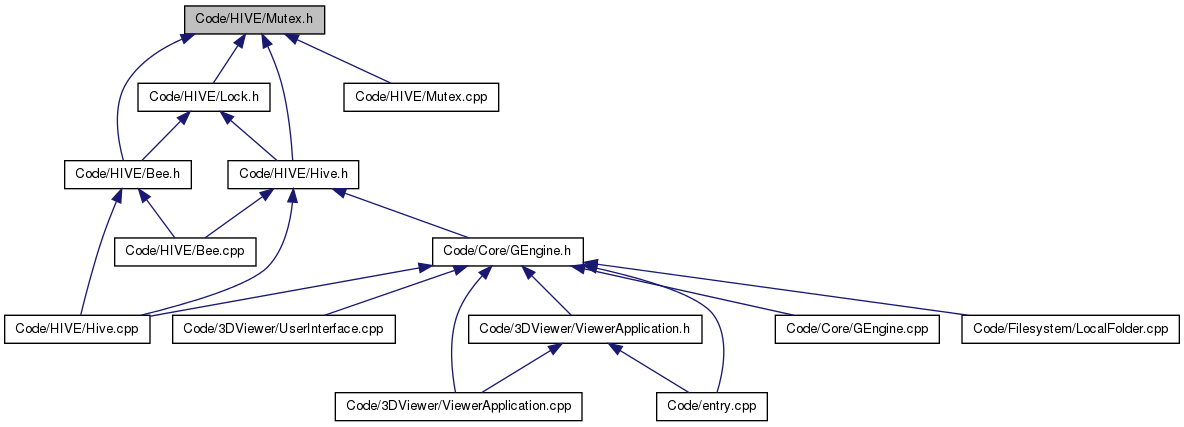 Code/HIVE/Mutex.h
Code/HIVE/Lock.h
Code/HIVE/Mutex.cpp
Code/HIVE/Bee.h
Code/HIVE/Hive.h
Code/HIVE/Bee.cpp
Code/Core/GEngine.h
Code/HIVE/Hive.cpp
Code/3DViewer/UserInterface.cpp
Code/3DViewer/ViewerApplication.h
Code/Core/GEngine.cpp
Code/Filesystem/LocalFolder.cpp
Code/3DViewer/ViewerApplication.cpp
Code/entry.cpp